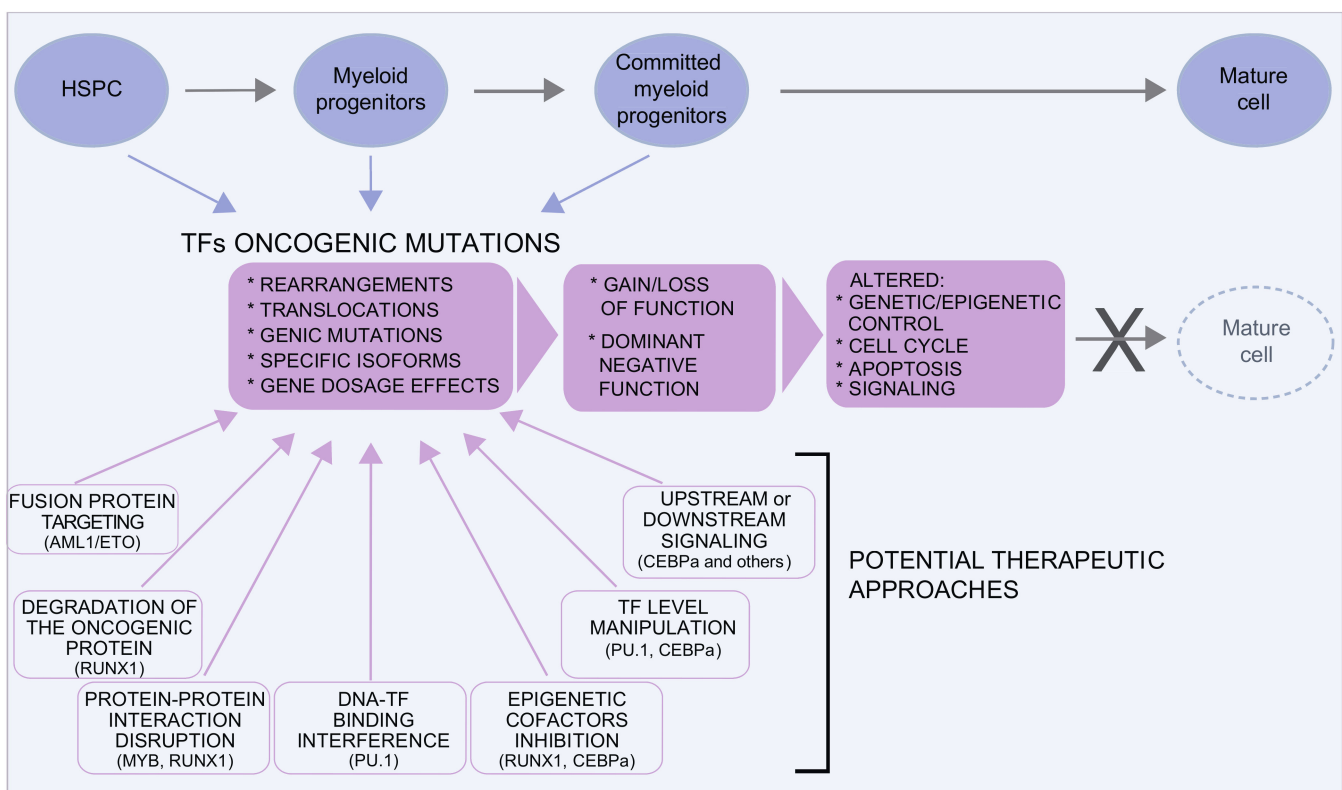 HSPC
Myeloid
progenitors
Committed
myeloid
progenitors
Mature
cell
TFs ONCOGENIC MUTATIONS
* REARRANGEMENTS
* TRANSLOCATIONS
* GENIC MUTATIONS
* SPECIFIC ISOFORMS
* GENE DOSAGE EFFECTS
* GAIN/LOSS
OF FUNCTION
* DOMINANT
NEGATIVE
FUNCTION
ALTERED:
* GENETIC/EPIGENETIC
CONTROL
* CELL CYCLE
* APOPTOSIS
* SIGNALING
X
Mature
cell
FUSION PROTEIN
TARGETING
(AML1/ETO)
DEGRADATION OF
THE ONCOGENIC
PROTEIN
(RUNX1)
PROTEIN-PROTEIN
INTERACTION
DISRUPTION
(MYB, RUNX1)
DNA-TF
BINDING
INTERFERENCE
(PU.1)
EPIGENETIC
COFACTORS
INHIBITION
(RUNX1, CEBPa)
TF LEVEL
MANIPULATION
(PU.1, CEBPa)
UPSTREAM or
DOWNSTREAM
SIGNALING
(CEBPa and others)
POTENTIAL THERAPEUTIC
APPROACHES